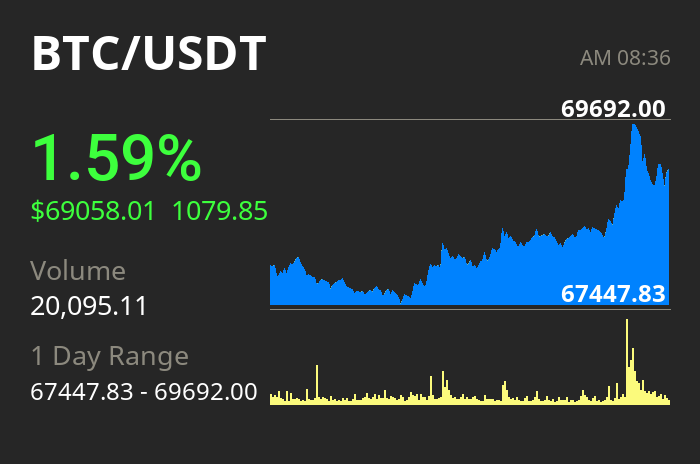 BTC/USDT
AM 08:36
69692.00
1.59%
$69058.01 1079.85
Volume
20,095.11
67447.83
1 Day Range
67447.83 - 69692.00